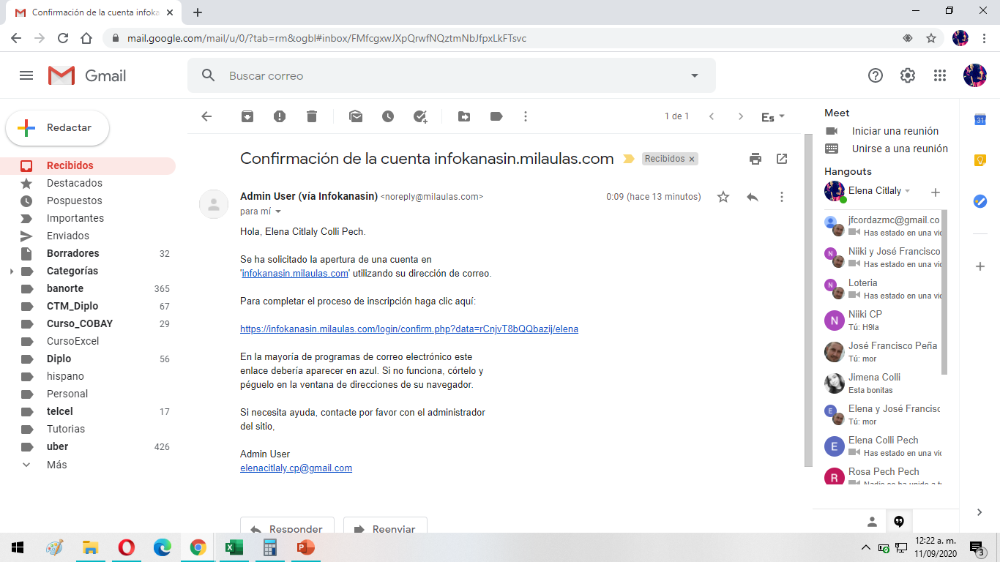 Confirmación de la cuenta infoka
mail.google.com/mail/u/0/?tab=rm&ogbl#inbox/FMfcgxwJXpQrwfNQztmNbJfpxLkFTsvc
Gmail
Buscar correo
Redactar
Recibidos
Destacados
Pospuestos
Importantes
Enviados
Borradores 32
Categorías
banorte 365
CTM_Diplo 67
Curso_COBAY 29
CursoExcel
Diplo 56
hispano
Personal
telcel 17
Tutorias
uber 426
Más
1 de 1
Es
Confirmación de la cuenta infokanasin.milaulas.com
Recibidos ×
Admin User (vía Infokanasin) <noreply@milaulas.com>
0:09 (hace 13 minutos)
para mí
Hola, Elena Citlaly Colli Pech.
Se ha solicitado la apertura de una cuenta en
'infokanasin.milaulas.com' utilizando su dirección de correo.
Para completar el proceso de inscripción haga clic aquí:
https://infokanasin.milaulas.com/login/confirm.php?data=rCnjvT8bQQbazij/elena
En la mayoría de programas de correo electrónico este
enlace debería aparecer en azul. Si no funciona, córtelo y
péguelo en la ventana de direcciones de su navegador.
Si necesita ayuda, contacte por favor con el administrador
del sitio,
Admin User
elenacitlaly.cp@gmail.com
Responder
Reenviar
Meet
Iniciar una reunión
Unirse a una reunión
Hangouts
Elena Citlaly
jfcordazmc@gmail.co
Has estado en una vid
Niiki y José Francisco
Has estado en una vid
Loteria
Has estado en una vid
N
Niiki CP
Tú: H9la
José Francisco Peña
Tú: mor
Jimena Colli
Esta bonitas
Elena y José Francisc
Tú: mor
E
Elena Colli Pech
Has estado en una vid
R
Rosa Pech Pech
31
12:22 a. m.
11/09/2020
3